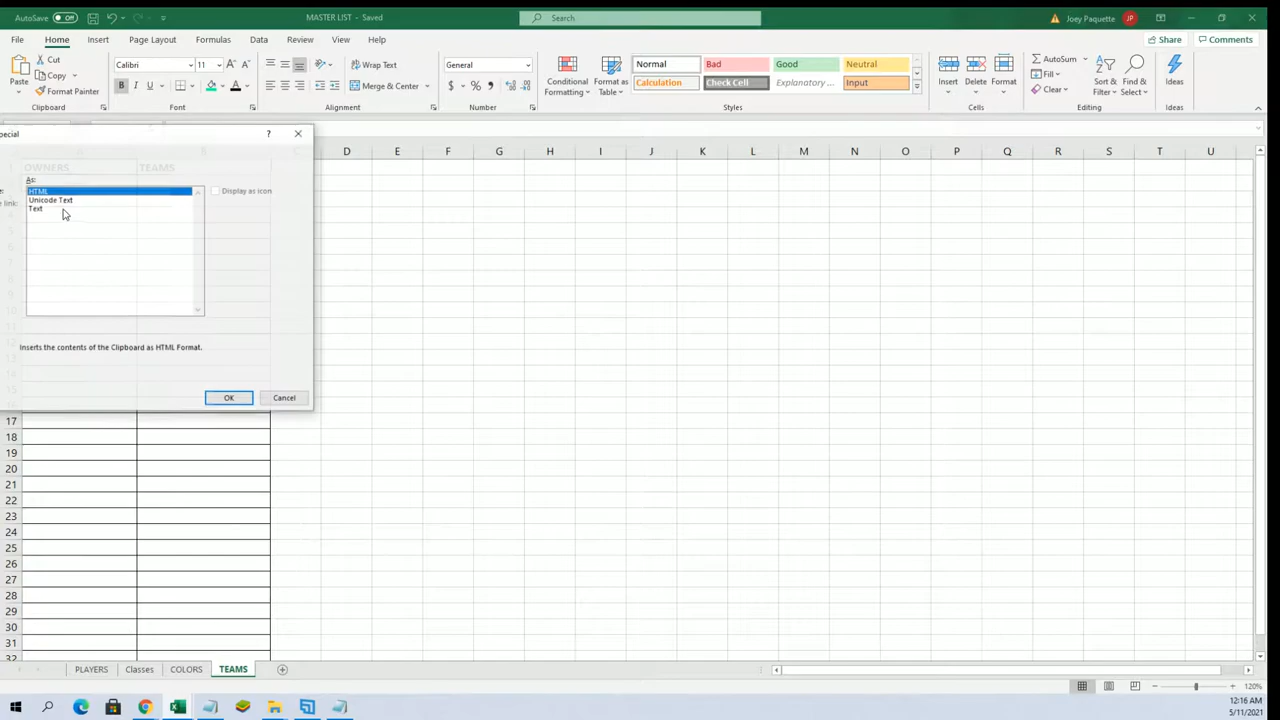 AutoSave Off MASTER LIST - Saved Search Joey Paquette JP
File Home Insert Page Layout Formulas Data Review View Help Share Comments
Paste Cut Copy Format Painter Clipboard
Calibri 11 A A B I U A Font
Wrap Text Merge & Center Alignment
General $ % , Number
Conditional Formatting Format as Table Normal Bad Good Neutral Calculation Check Cell Explanatory ... Input Styles
Insert Delete Format Cells
AutoSum Fill Clear Sort & Filter Find & Select Editing
Ideas Ideas
pecial ?
D E F G H I J K L M N O P Q R S T U
OWNERS TEAMS
As:
HTML
Unicode Text
Text
Display as icon
link:
Inserts the contents of the Clipboard as HTML Format.
OK Cancel
17
18
19
20
21
22
23
24
25
26
27
28
29
30
31
32
PLAYERS Classes COLORS TEAMS
120%
12:16 AM
5/11/2021